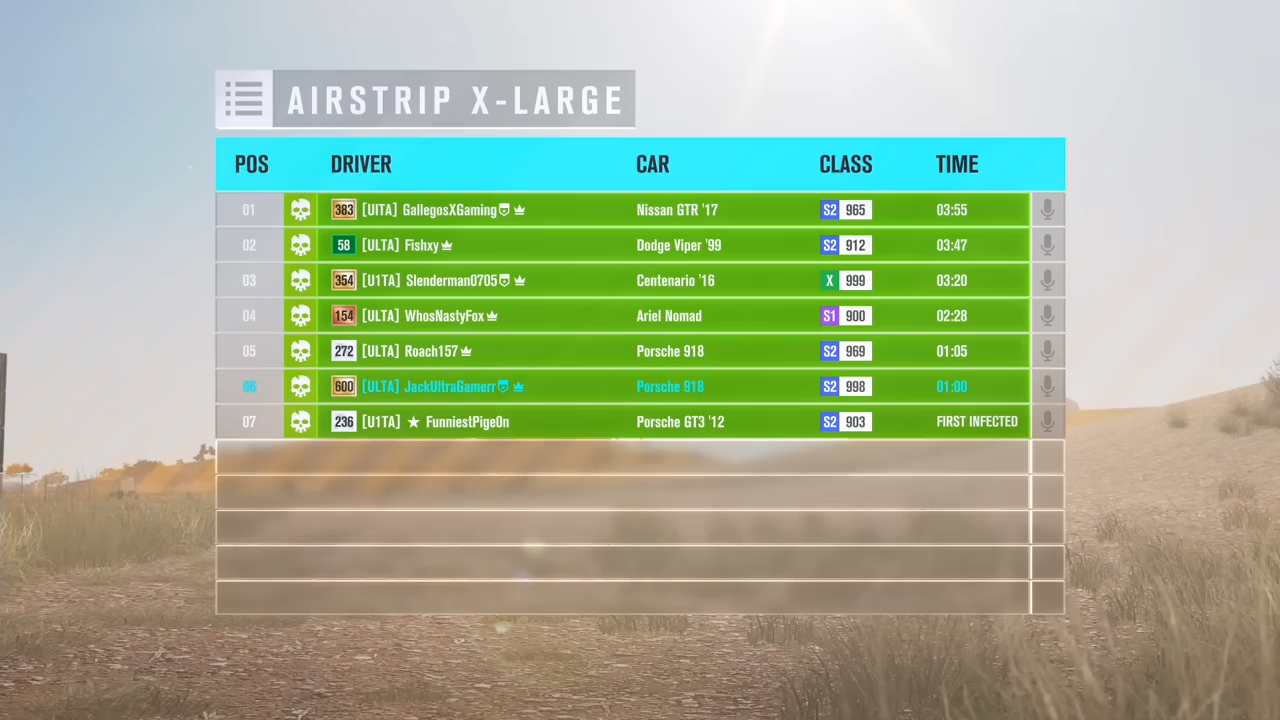 AIRSTRIP X-LARGE
POS DRIVER CAR CLASS TIME
01 383 [UITA] GallegosXGaming Nissan GTR '17 S2 965 03:55
02 58 [ULTA] Fishxy Dodge Viper '99 S2 912 03:47
03 354 [U1TA] Slenderman0705 Centenario '16 X 999 03:20
04 154 [ULTA] WhosNastyFox Ariel Nomad S1 900 02:28
05 272 [ULTA] Roach157 Porsche 918 S2 969 01:05
06 600 [ULTA] JackUltraGamerr Porsche 918 S2 998 01:00
07 236 [U1TA] ★ FunniestPige0n Porsche GT3 '12 S2 903 FIRST INFECTED